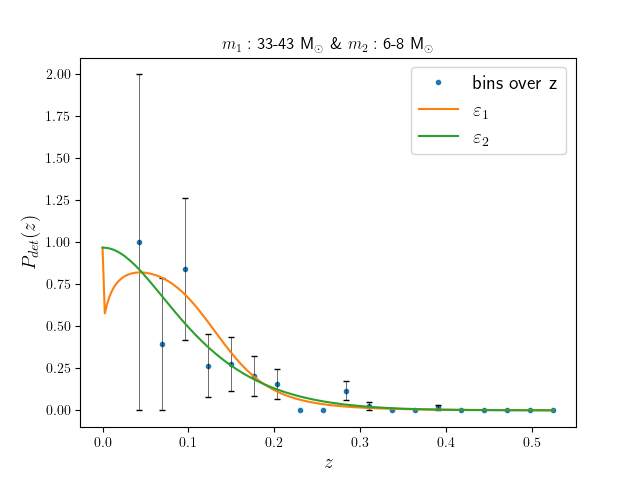 m₁ : 33-43 M⊙ & m₂ : 6-8 M⊙
bins over z
ε₁
ε₂
P_det(z)
2.00
1.75
1.50
1.25
1.00
0.75
0.50
0.25
0.00
0.0 0.1 0.2 0.3 0.4 0.5
z